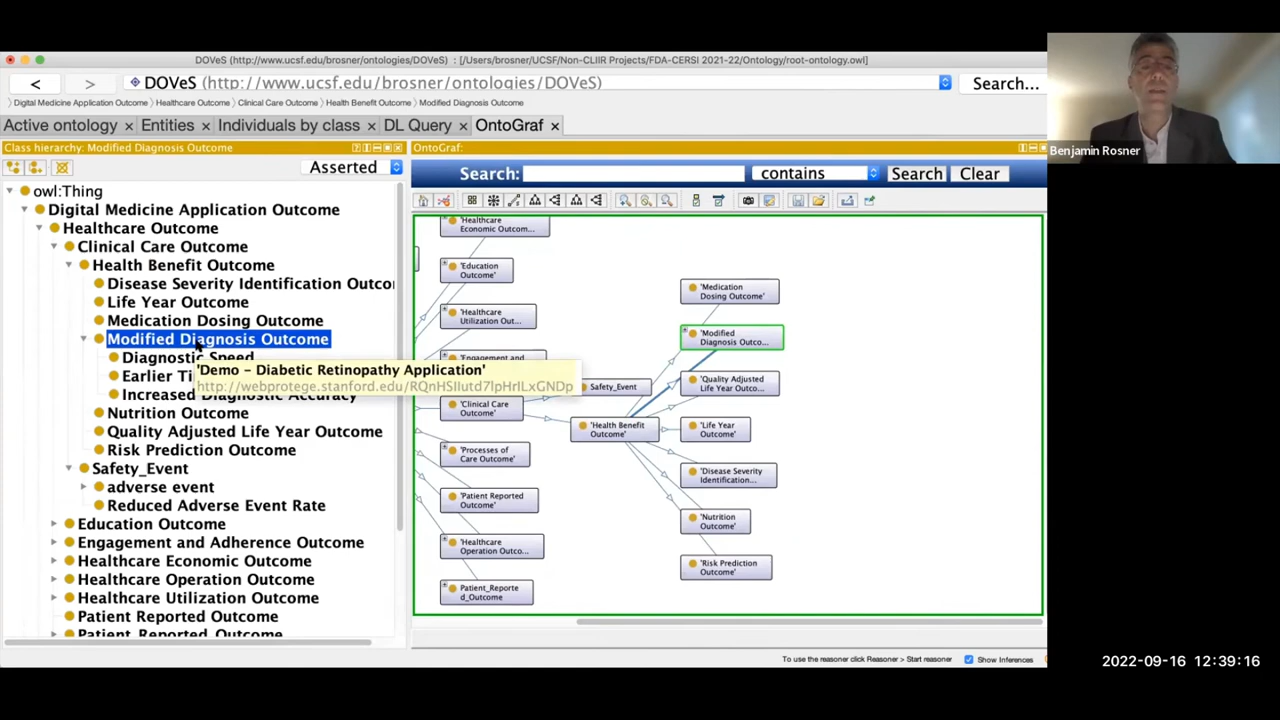 DOVeS (http://www.ucsf.edu/brosner/ontologies/DOVeS) : [/Users/brosner/UCSF/Non-CLIIR Projects/FDA-CERSI 2021-22/Ontology/root-ontology.owl]
< > DOVeS (http://www.ucsf.edu/brosner/ontologies/DOVeS) Search...
Digital Medicine Application Outcome Healthcare Outcome Clinical Care Outcome Health Benefit Outcome Modified Diagnosis Outcome
Active ontology × Entities × Individuals by class × DL Query × OntoGraf ×
Class hierarchy: Modified Diagnosis Outcome
Asserted
owl:Thing
Digital Medicine Application Outcome
Healthcare Outcome
Clinical Care Outcome
Health Benefit Outcome
Disease Severity Identification Outco
Life Year Outcome
Medication Dosing Outcome
Modified Diagnosis Outcome
Diagnostic Speed
Earlier Ti
Increased Diagnostic Accuracy
Nutrition Outcome
Quality Adjusted Life Year Outcome
Risk Prediction Outcome
Safety_Event
adverse event
Reduced Adverse Event Rate
Education Outcome
Engagement and Adherence Outcome
Healthcare Economic Outcome
Healthcare Operation Outcome
Healthcare Utilization Outcome
Patient Reported Outcome
Patient_Reported_Outcome
'Demo - Diabetic Retinopathy Application'
OntoGraf:
Search: contains Search Clear
'Healthcare
Economic Outcom...
'Education
Outcome'
'Healthcare
Utilization Out...
'Engagement and
'Clinical Care
Outcome'
'Processes of
Care Outcome'
'Patient Reported
Outcome'
'Healthcare
Operation Outco...
Patient_Reporte
d_Outcome
Safety_Event
'Health Benefit
Outcome'
'Medication
Dosing Outcome'
'Modified
Diagnosis Outco...
'Quality Adjusted
Life Year Outco...
'Life Year
Outcome'
'Disease Severity
Identification...
'Nutrition
Outcome'
'Risk Prediction
Outcome'
To use the reasoner click Reasoner > Start reasoner Show Inferences
Benjamin Rosner
2022-09-16 12:39:16